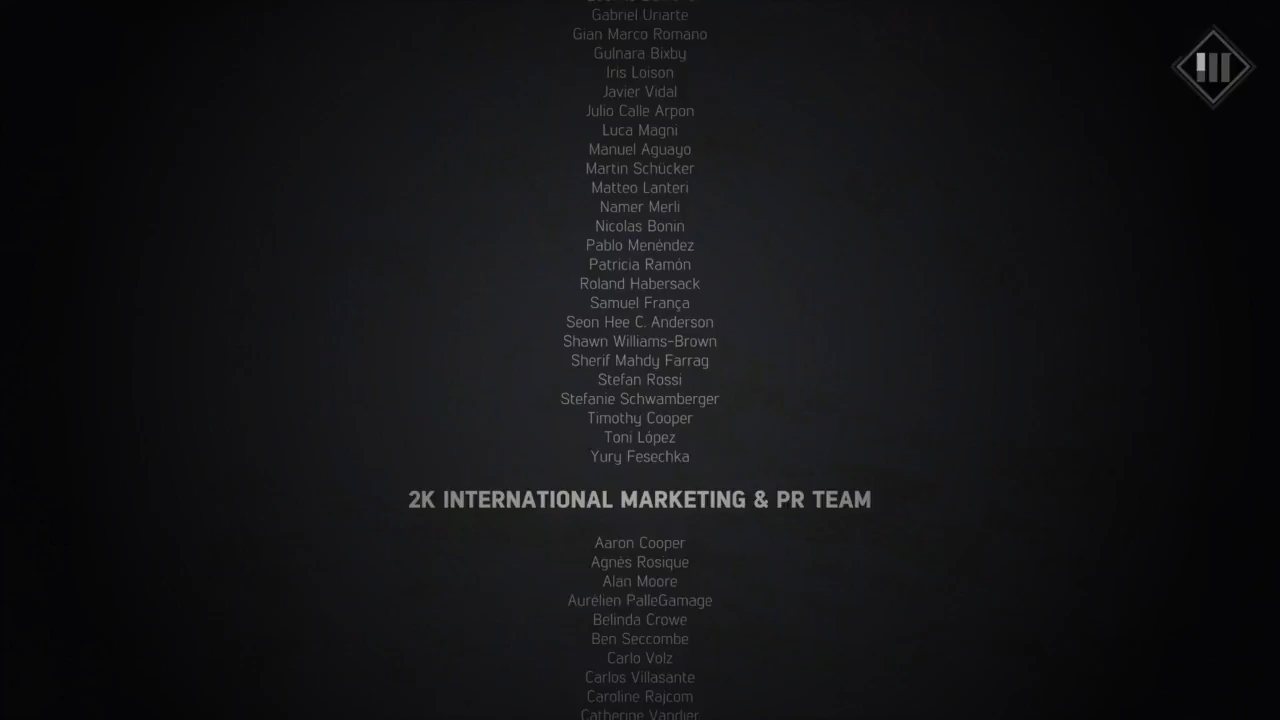 Gabriel Uriarte
Gian Marco Romano
Gulnara Bixby
Iris Loison
Javier Vidal
Julio Calle Arpon
Luca Magni
Manuel Aguayo
Martin Schücker
Matteo Lanteri
Namer Merli
Nicolas Bonin
Pablo Menéndez
Patricia Ramón
Roland Habersack
Samuel França
Seon Hee C. Anderson
Shawn Williams-Brown
Sherif Mahdy Farrag
Stefan Rossi
Stefanie Schwamberger
Timothy Cooper
Toni López
Yury Fesechka
2K INTERNATIONAL MARKETING & PR TEAM
Aaron Cooper
Agnès Rosique
Alan Moore
Aurélien PalleGamage
Belinda Crowe
Ben Seccombe
Carlo Volz
Carlos Villasante
Caroline Rajcom
Catherine Vandier